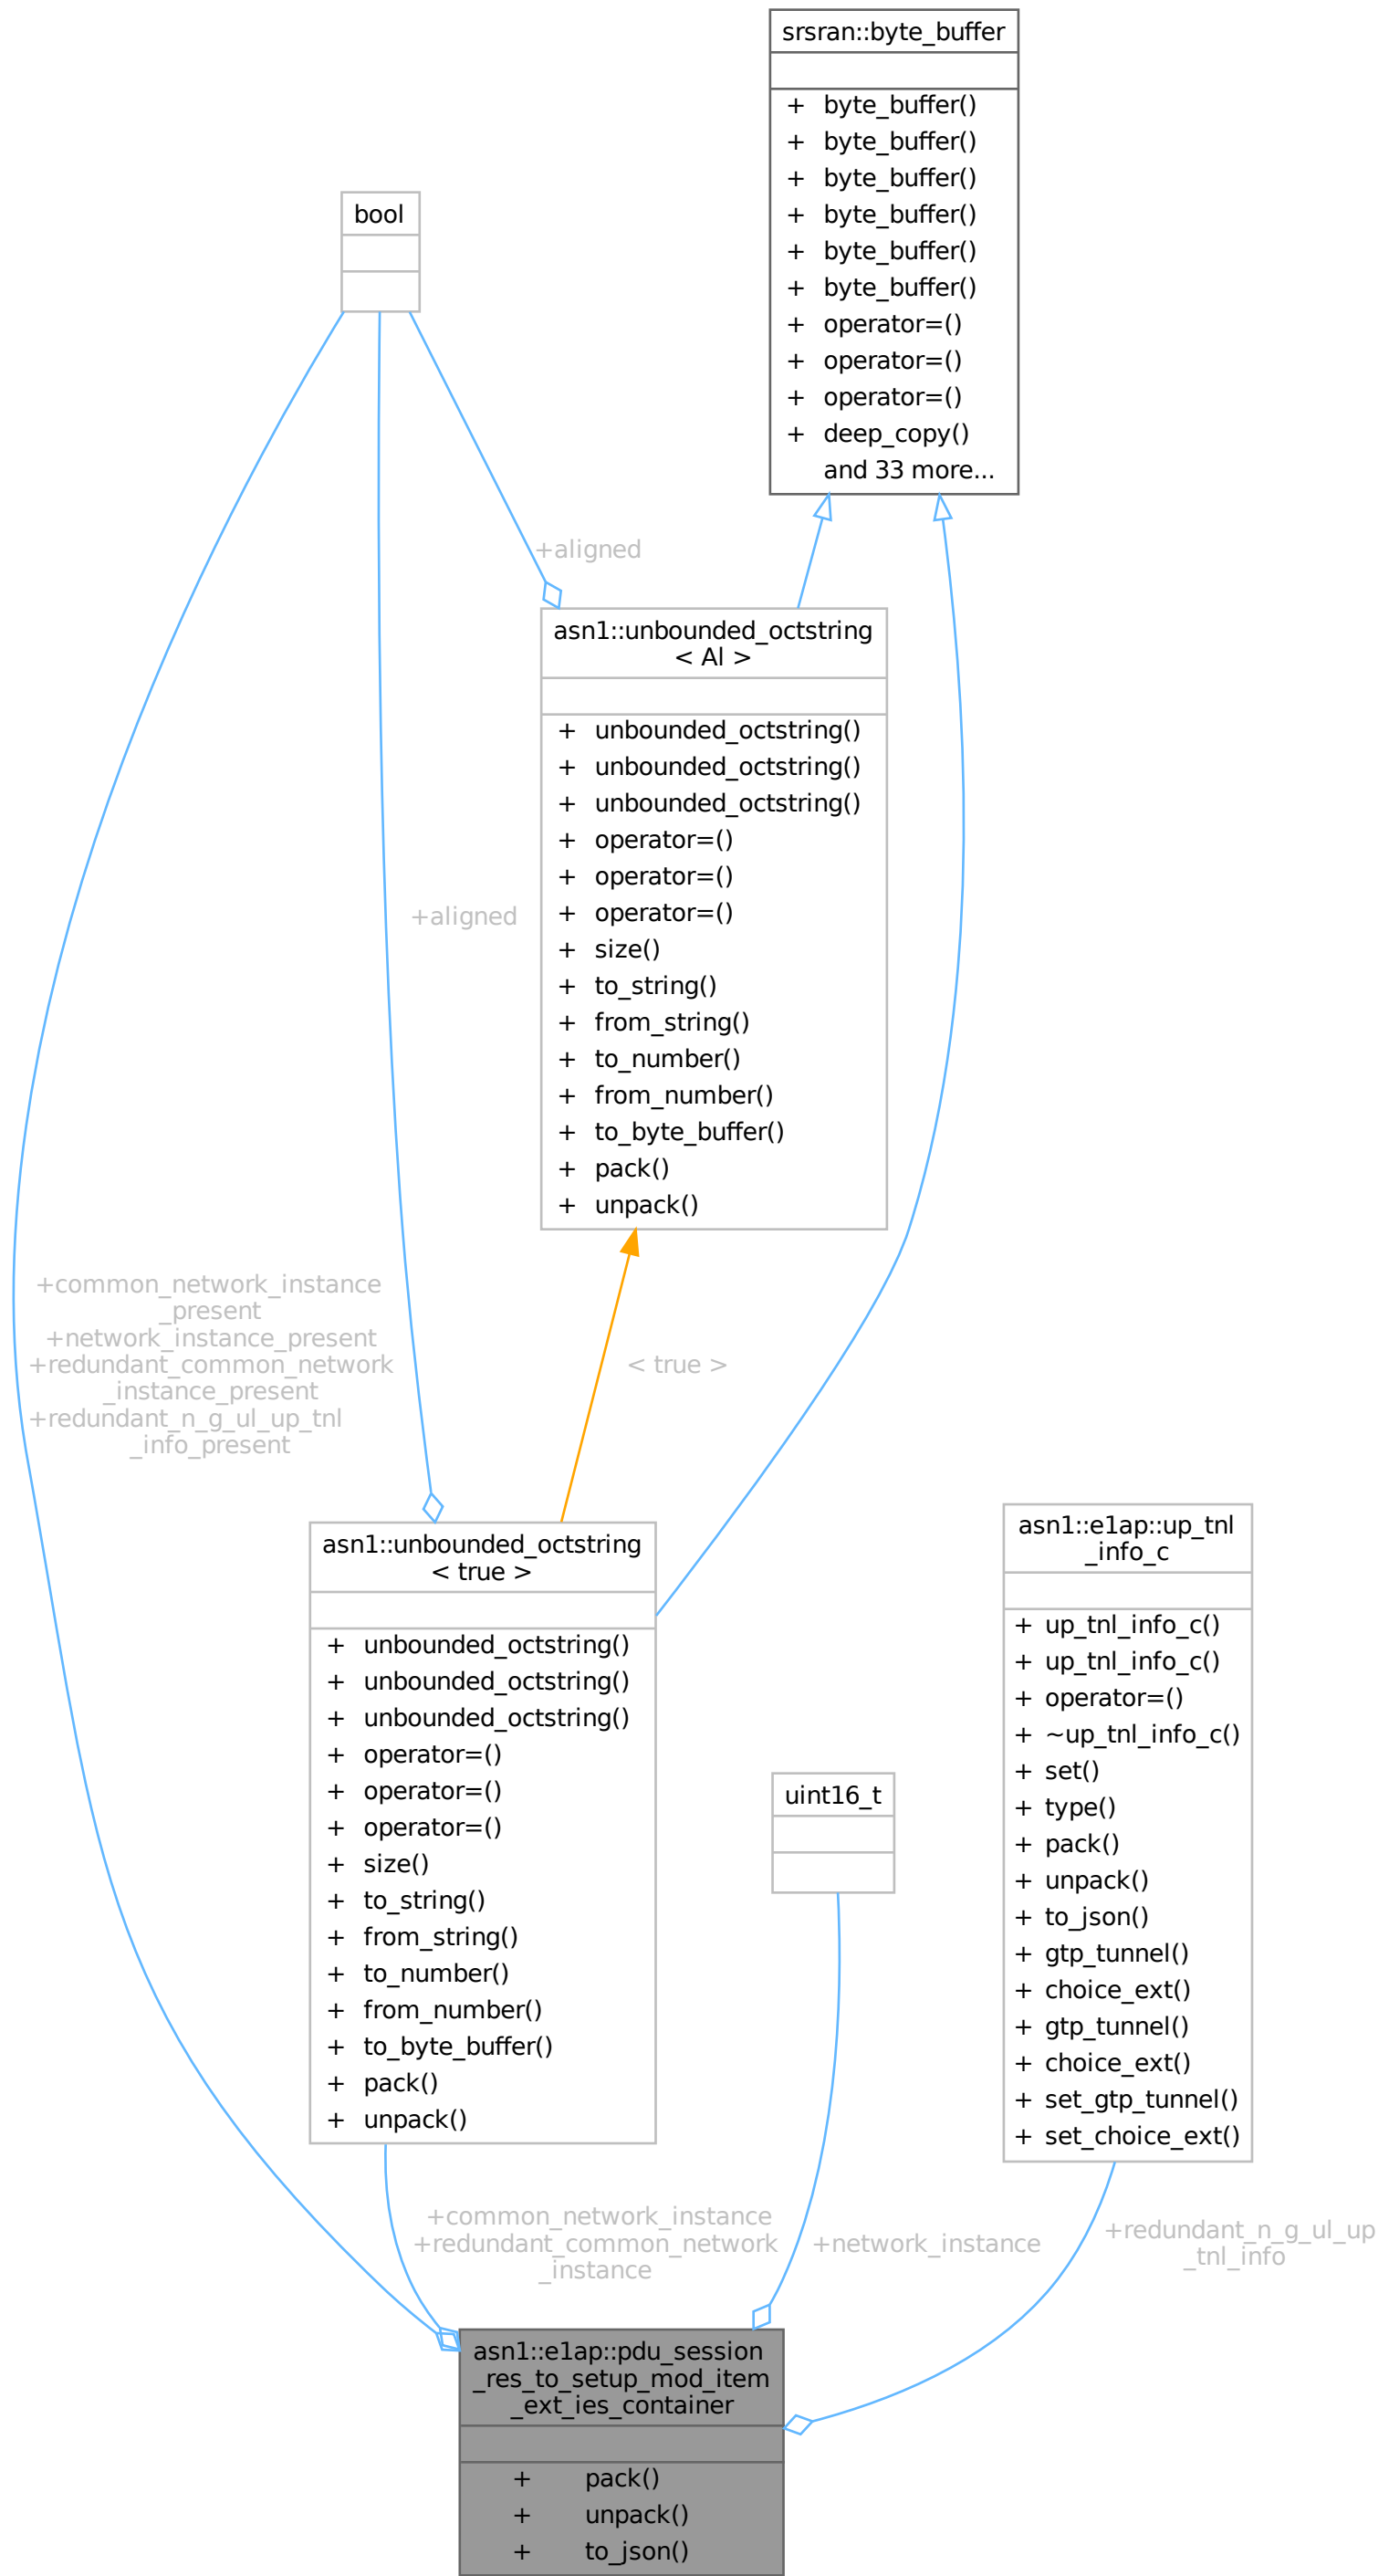 srsran::byte_buffer
+ byte_buffer()
+ byte_buffer()
+ byte_buffer()
+ byte_buffer()
+ byte_buffer()
+ byte_buffer()
+ operator=()
+ operator=()
+ operator=()
+ deep_copy()
and 33 more...
bool
+aligned
asn1::unbounded_octstring
< Al >
+ unbounded_octstring()
+ unbounded_octstring()
+ unbounded_octstring()
+ operator=()
+ operator=()
+ operator=()
+ size()
+ to_string()
+ from_string()
+ to_number()
+ from_number()
+ to_byte_buffer()
+ pack()
+ unpack()
+aligned
+common_network_instance
_present
+network_instance_present
+redundant_common_network
_instance_present
+redundant_n_g_ul_up_tnl
_info_present
< true >
asn1::unbounded_octstring
< true >
+ unbounded_octstring()
+ unbounded_octstring()
+ unbounded_octstring()
+ operator=()
+ operator=()
+ operator=()
+ size()
+ to_string()
+ from_string()
+ to_number()
+ from_number()
+ to_byte_buffer()
+ pack()
+ unpack()
uint16_t
asn1::e1ap::up_tnl
_info_c
+ up_tnl_info_c()
+ up_tnl_info_c()
+ operator=()
+ ~up_tnl_info_c()
+ set()
+ type()
+ pack()
+ unpack()
+ to_json()
+ gtp_tunnel()
+ choice_ext()
+ gtp_tunnel()
+ choice_ext()
+ set_gtp_tunnel()
+ set_choice_ext()
+common_network_instance
+redundant_common_network
_instance
+network_instance
+redundant_n_g_ul_up
_tnl_info
asn1::e1ap::pdu_session
_res_to_setup_mod_item
_ext_ies_container
+ pack()
+ unpack()
+ to_json()